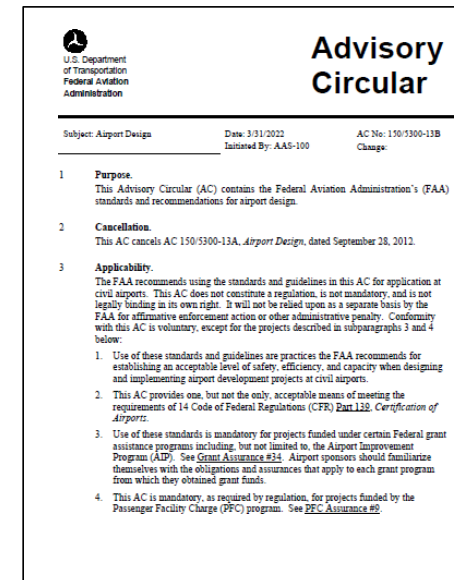 U.S. Department
of Transportation
Federal Aviation
Administration
Advisory
Circular
Subject: Airport Design
Date: 3/31/2022
Initiated By: AAS-100
AC No: 150/5300-13B
Change:
1 Purpose.
This Advisory Circular (AC) contains the Federal Aviation Administration's (FAA)
standards and recommendations for airport design.
2 Cancellation.
This AC cancels AC 150/5300-13A, Airport Design, dated September 28, 2012.
3 Applicability.
The FAA recommends using the standards and guidelines in this AC for application at
civil airports. This AC does not constitute a regulation, is not mandatory, and is not
legally binding in its own right. It will not be relied upon as a separate basis by the
FAA for affirmative enforcement action or other administrative penalty. Conformity
with this AC is voluntary, except for the projects described in subparagraphs 3 and 4
below:
1. Use of these standards and guidelines are practices the FAA recommends for
establishing an acceptable level of safety, efficiency, and capacity when designing
and implementing airport development projects at civil airports.
2. This AC provides one, but not the only, acceptable means of meeting the
requirements of 14 Code of Federal Regulations (CFR) Part 139, Certification of
Airports.
3. Use of these standards is mandatory for projects funded under certain Federal grant
assistance programs including, but not limited to, the Airport Improvement
Program (AIP). See Grant Assurance #34. Airport sponsors should familiarize
themselves with the obligations and assurances that apply to each grant program
from which they obtained grant funds.
4. This AC is mandatory, as required by regulation, for projects funded by the
Passenger Facility Charge (PFC) program. See PFC Assurance #9.